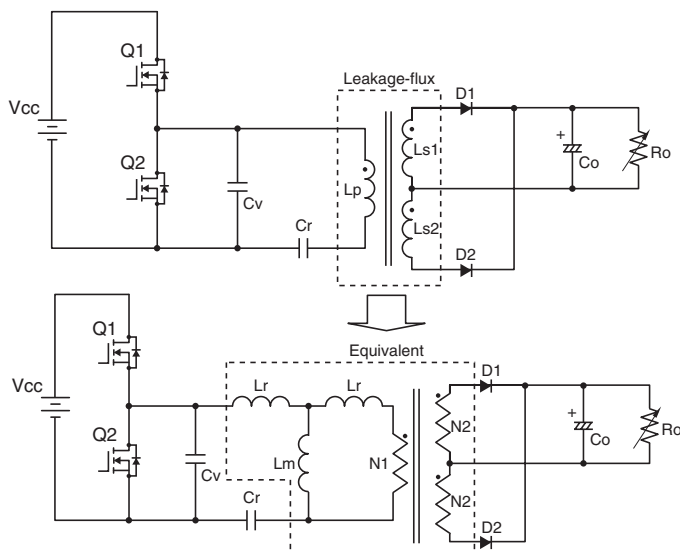 Q1
Leakage-flux
D1
Vcc
Q2
Cv
Lp
Ls1
+
Co
Ro
Cr
Ls2
D2
Equivalent
Q1
D1
Lr
Lr
Vcc
Q2
Cv
Lm
N1
N2
+
Co
Ro
Cr
N2
D2